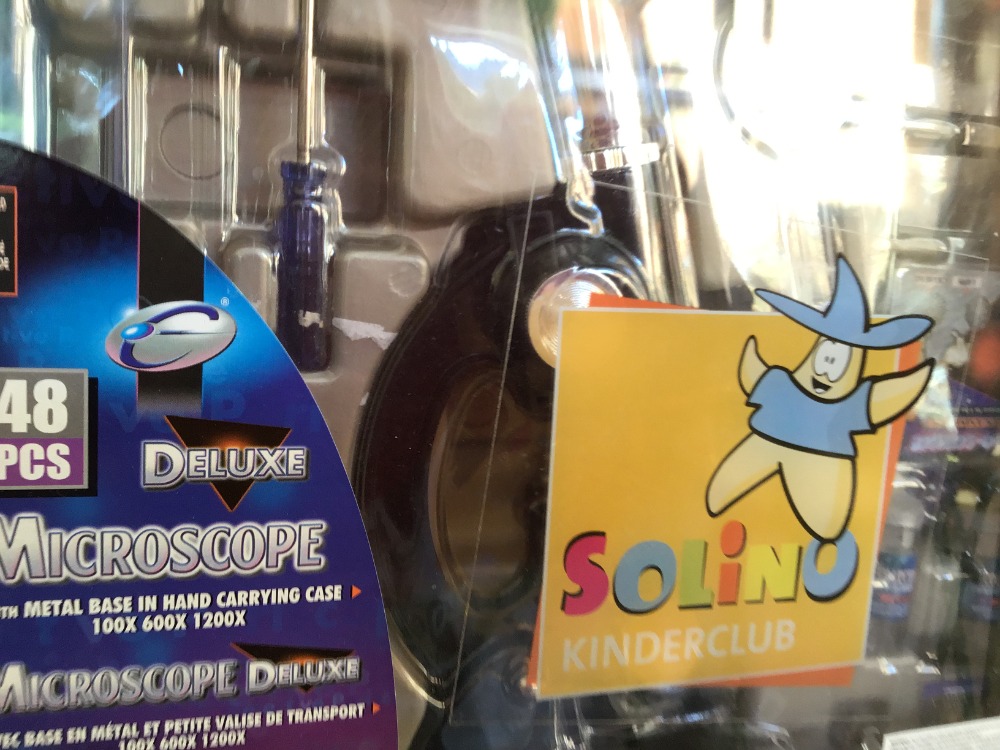 48
PCS
DELUXE
MICROSCOPE
METAL BASE IN HAND CARRYING CASE
100X 600X 1200X
MICROSCOPE DELUXE
BASE EN MÉTAL ET PETITE VALISE DE TRANSPORT
100X 600X 1200X
SOLiNO
KINDERCLUB